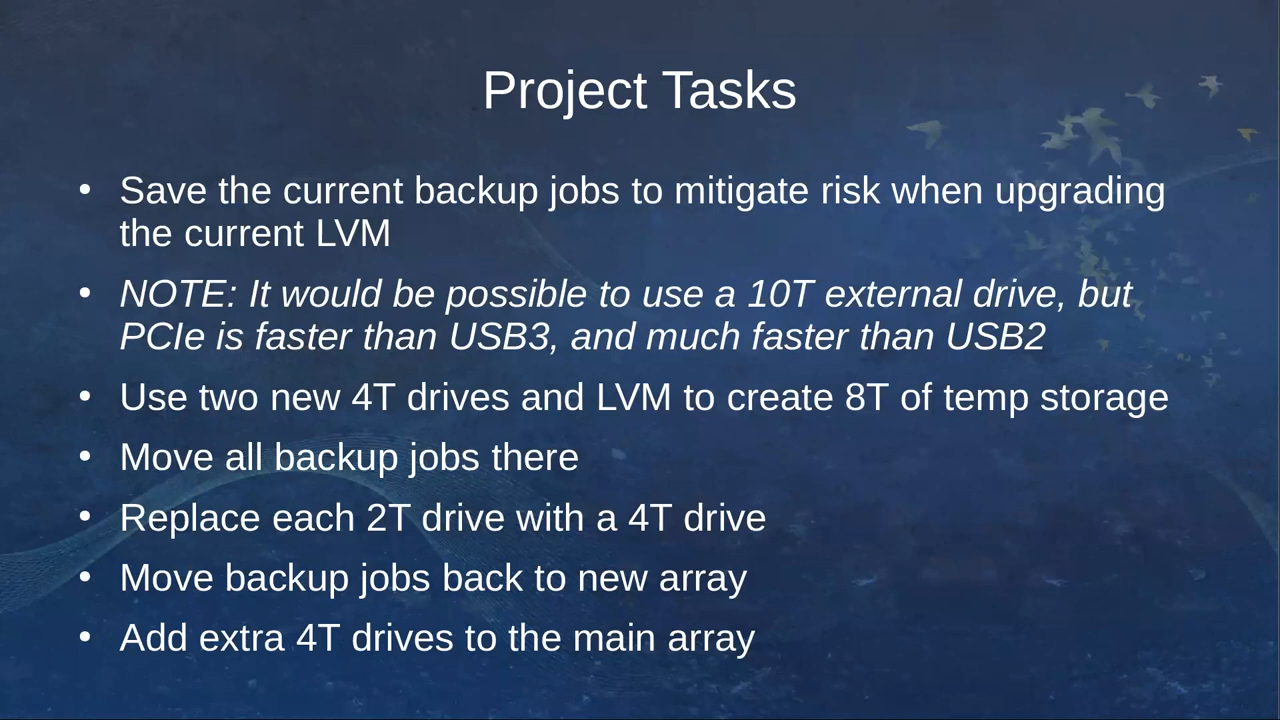 Project Tasks
• Save the current backup jobs to mitigate risk when upgrading
the current LVM
• NOTE: It would be possible to use a 10T external drive, but
PCIe is faster than USB3, and much faster than USB2
• Use two new 4T drives and LVM to create 8T of temp storage
• Move all backup jobs there
• Replace each 2T drive with a 4T drive
• Move backup jobs back to new array
• Add extra 4T drives to the main array